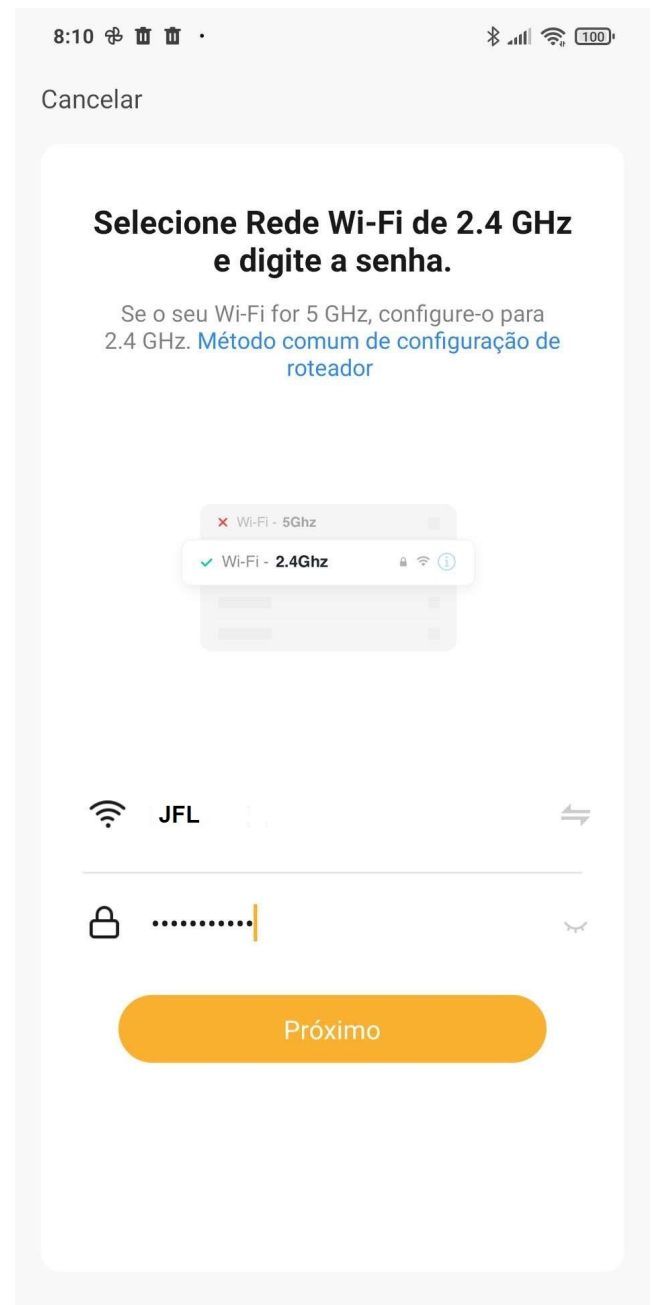 8:10
100
Cancelar
Selecione Rede Wi-Fi de 2.4 GHz
e digite a senha.
Se o seu Wi-Fi for 5 GHz, configure-o para
2.4 GHz. Método comum de configuração de
roteador
Wi-Fi - 5Ghz
Wi-Fi - 2.4Ghz
JFL
•••••••••••
Próximo